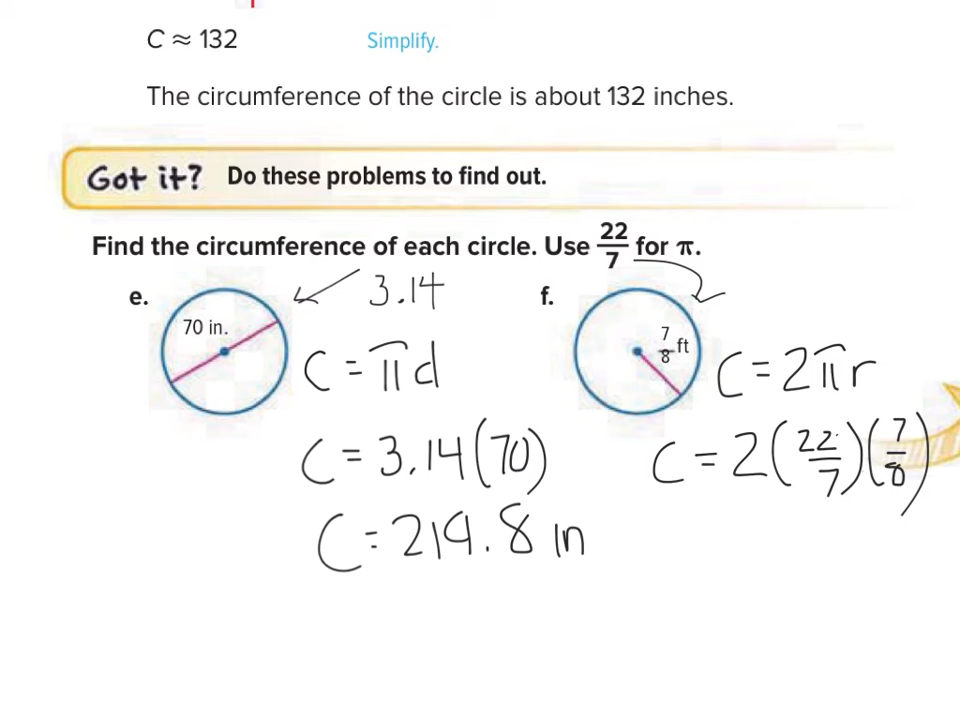 C ≈ 132 Simplify.
The circumference of the circle is about 132 inches.
Got it? Do these problems to find out.
Find the circumference of each circle. Use 22/7 for π.
e. 70 in. 3.14
C = πd
C = 3.14(70)
C = 219.8 in
f. 7/8 ft
C = 2πr
C = 2(22/7)(7/8)